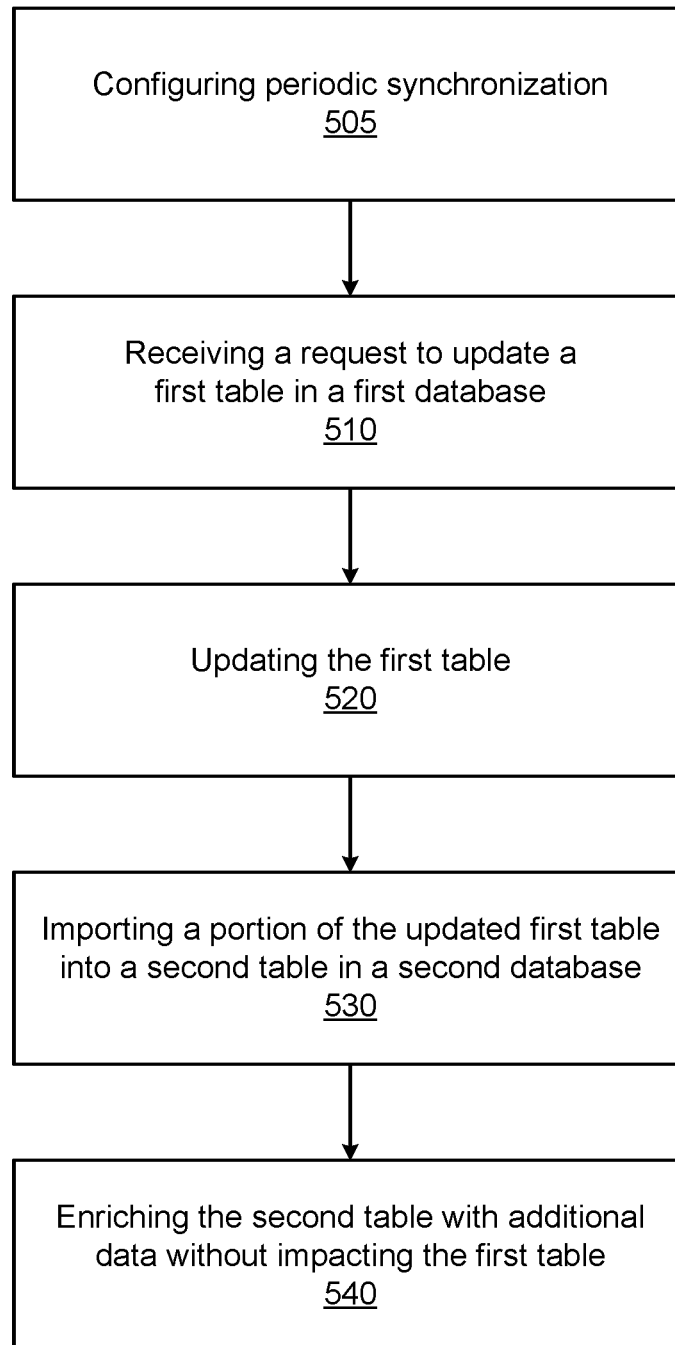 Configuring periodic synchronization
505
Receiving a request to update a
first table in a first database
510
Updating the first table
520
Importing a portion of the updated first table
into a second table in a second database
530
Enriching the second table with additional
data without impacting the first table
540